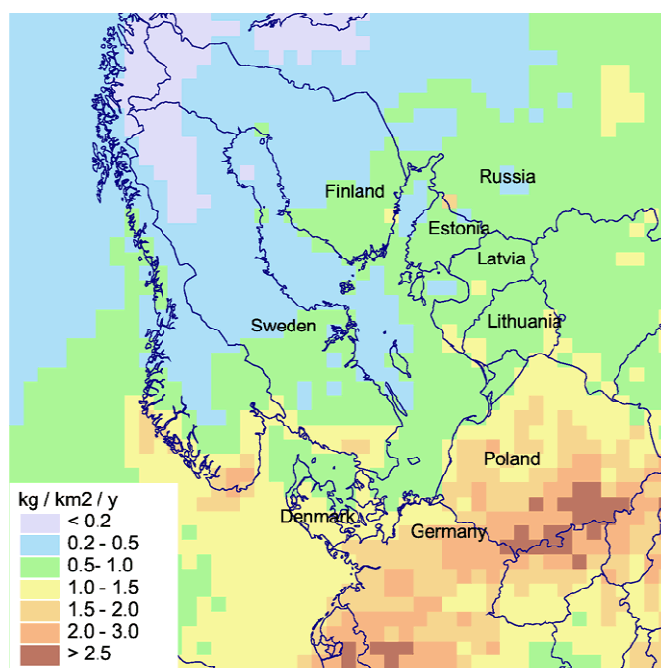 Finland
Russia
Estonia
Latvia
Sweden
Lithuania
Poland
Denmark
Germany
kg / km2 / y
< 0.2
0.2 - 0.5
0.5- 1.0
1.0 - 1.5
1.5 - 2.0
2.0 - 3.0
> 2.5